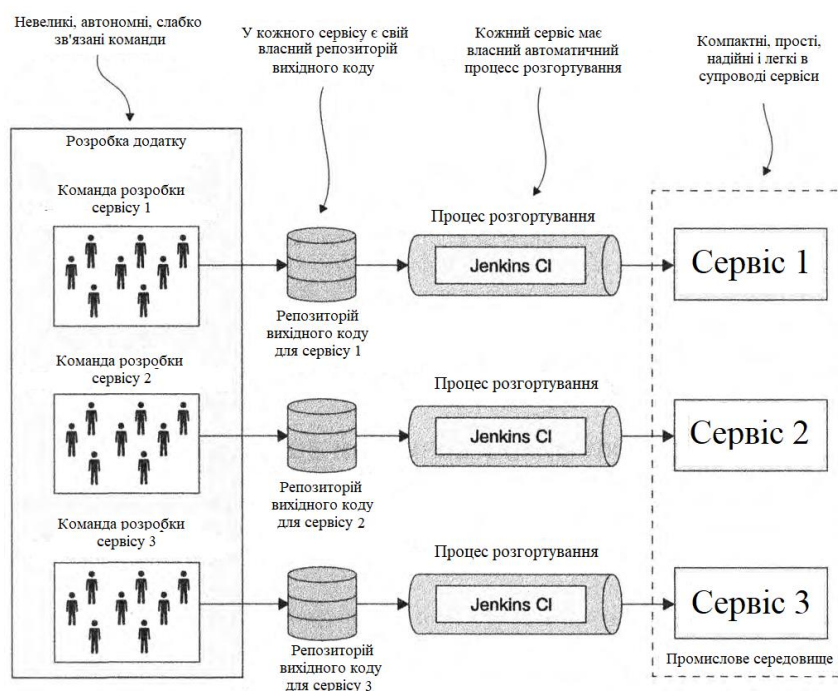 Невеликі, автономні, слабко
зв'язані команди
У кожного сервісу є свій
власний репозиторій
вихідного коду
Кожний сервіс має
власний автоматичний
процесс розгортування
Компактні, прості,
надійні і легкі в
супроводі сервіси
Розробка додатку
Команда розробки
сервісу 1
Процес розгортування
Jenkins CI
Сервіс 1
Репозиторій
вихідного коду
для сервісу 1
Команда розробки
сервісу 2
Процес розгортування
Jenkins CI
Сервіс 2
Репозиторій
вихідного коду
для сервісу 2
Команда розробки
сервісу 3
Процес розгортування
Jenkins CI
Сервіс 3
Репозиторій
вихідного коду
для сервісу 3
Промислове середовище